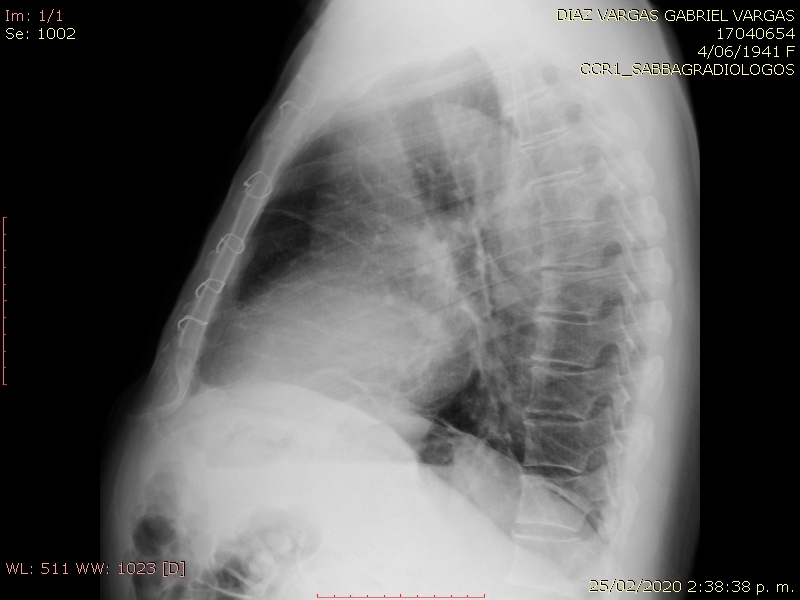 Im: 1/1
Se: 1002
DIAZ VARGAS GABRIEL VARGAS
17040654
4/06/1941 F
CCR1_SABBAGRADIOLOGOS
WL: 511 WW: 1023 [D]
25/02/2020 2:38:38 p. m.